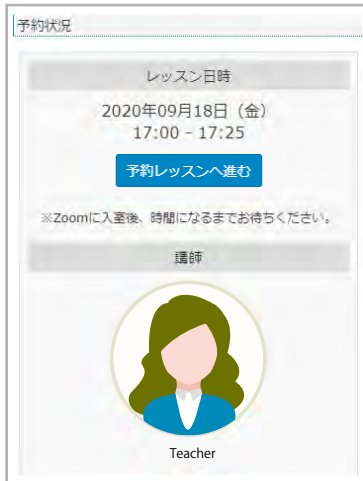 予約状況
レッスン日時
2020年09月18日（金）
17:00 - 17:25
予約レッスンへ進む
※Zoomに入室後、時間になるまでお待ちください。
講師
Teacher